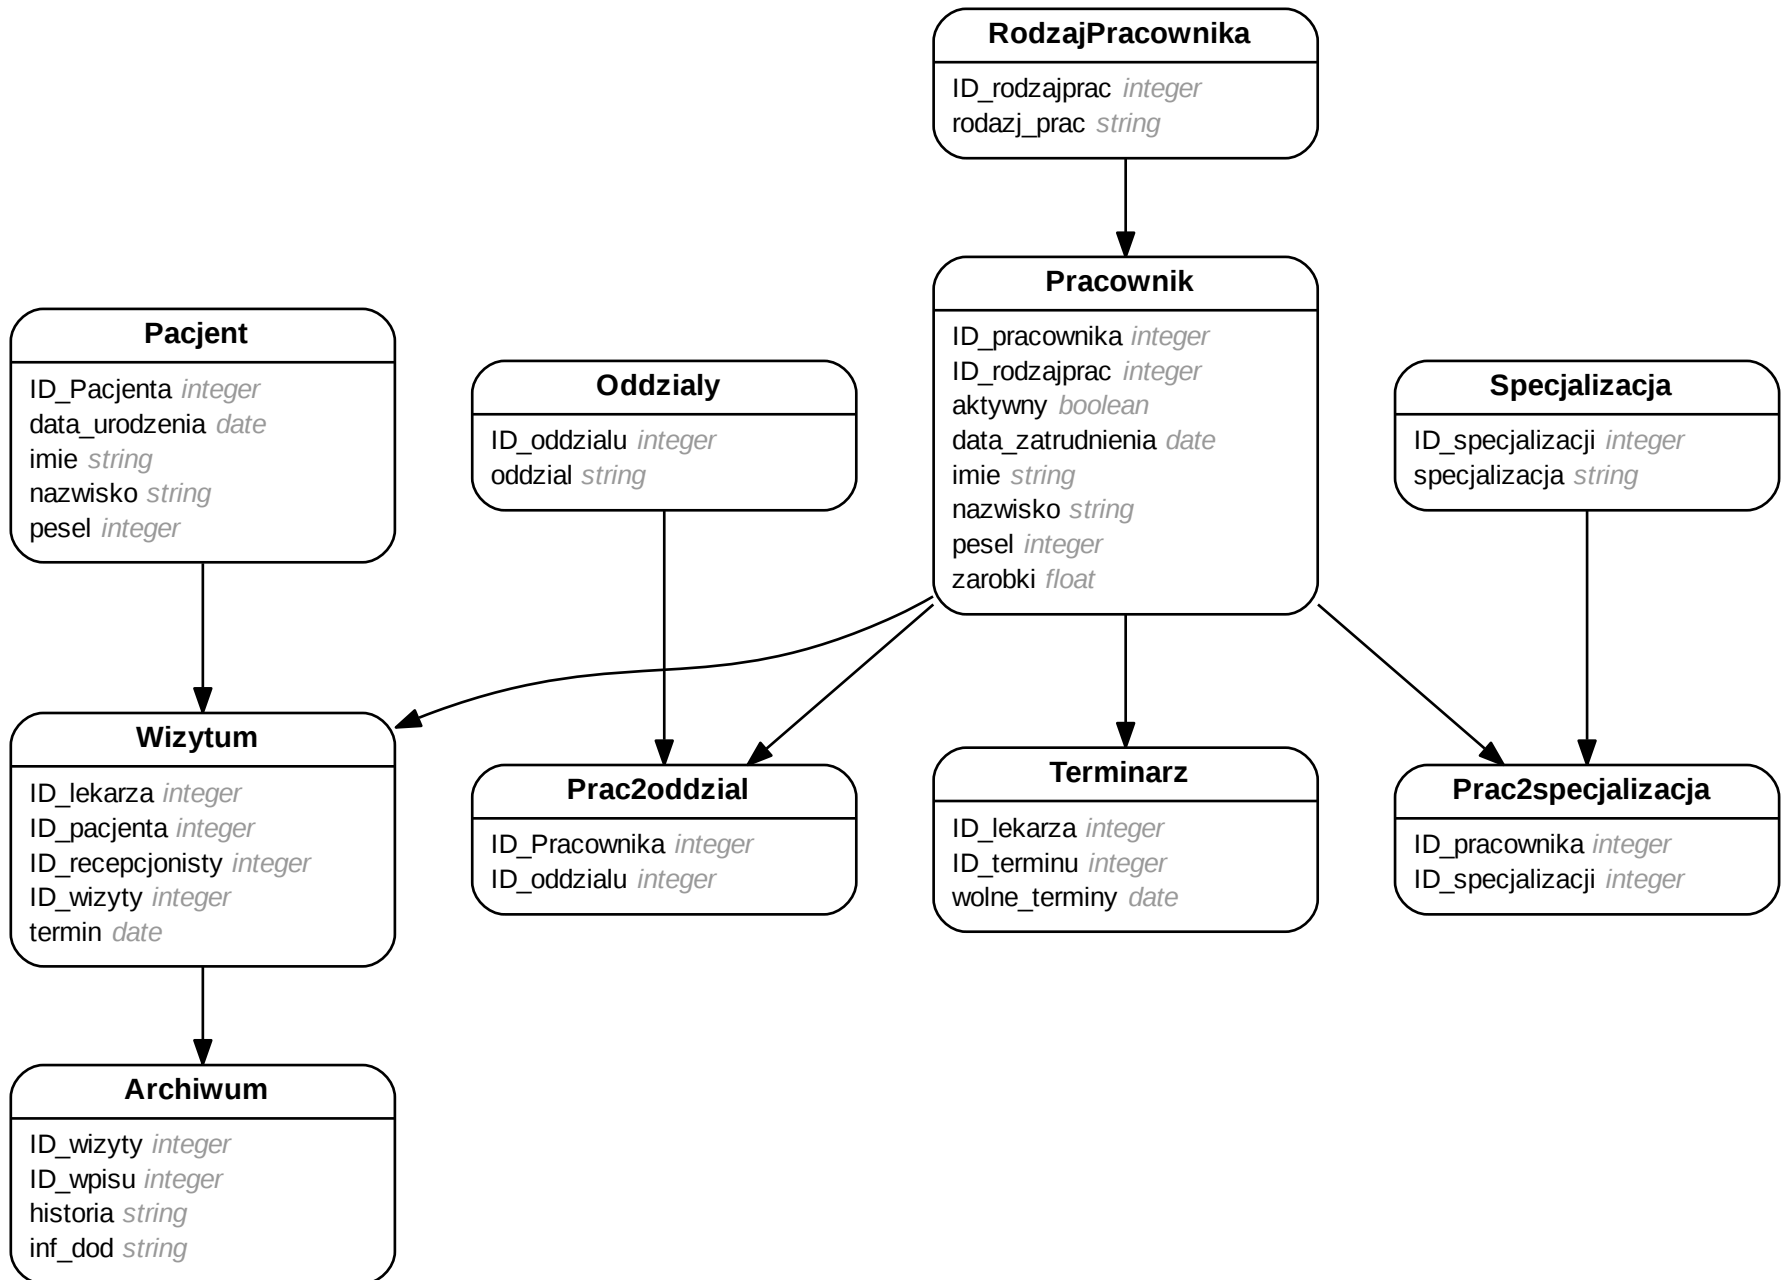 RodzajPracownika
ID_rodzajprac integer
rodazj_prac string
Pracownik
ID_pracownika integer
ID_rodzajprac integer
aktywny boolean
data_zatrudnienia date
imie string
nazwisko string
pesel integer
zarobki float
Pacjent
ID_Pacjenta integer
data_urodzenia date
imie string
nazwisko string
pesel integer
Oddzialy
ID_oddzialu integer
oddzial string
Specjalizacja
ID_specjalizacji integer
specjalizacja string
Wizytum
ID_lekarza integer
ID_pacjenta integer
ID_recepcjonisty integer
ID_wizyty integer
termin date
Prac2oddzial
ID_Pracownika integer
ID_oddzialu integer
Terminarz
ID_lekarza integer
ID_terminu integer
wolne_terminy date
Prac2specjalizacja
ID_pracownika integer
ID_specjalizacji integer
Archiwum
ID_wizyty integer
ID_wpisu integer
historia string
inf_dod string